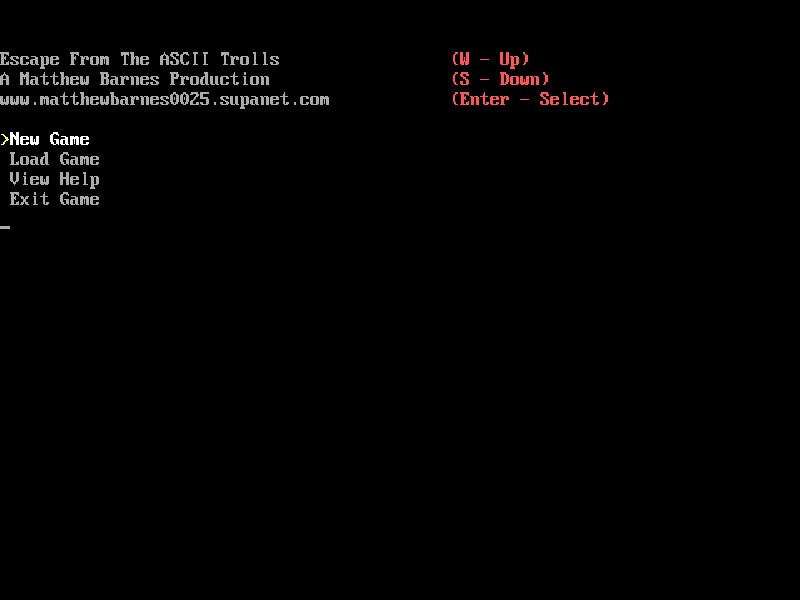 Escape From The ASCII Trolls (W - Up)
A Matthew Barnes Production (S - Down)
www.matthewbarnes0025.supanet.com (Enter - Select)
>New Game
Load Game
View Help
Exit Game
_